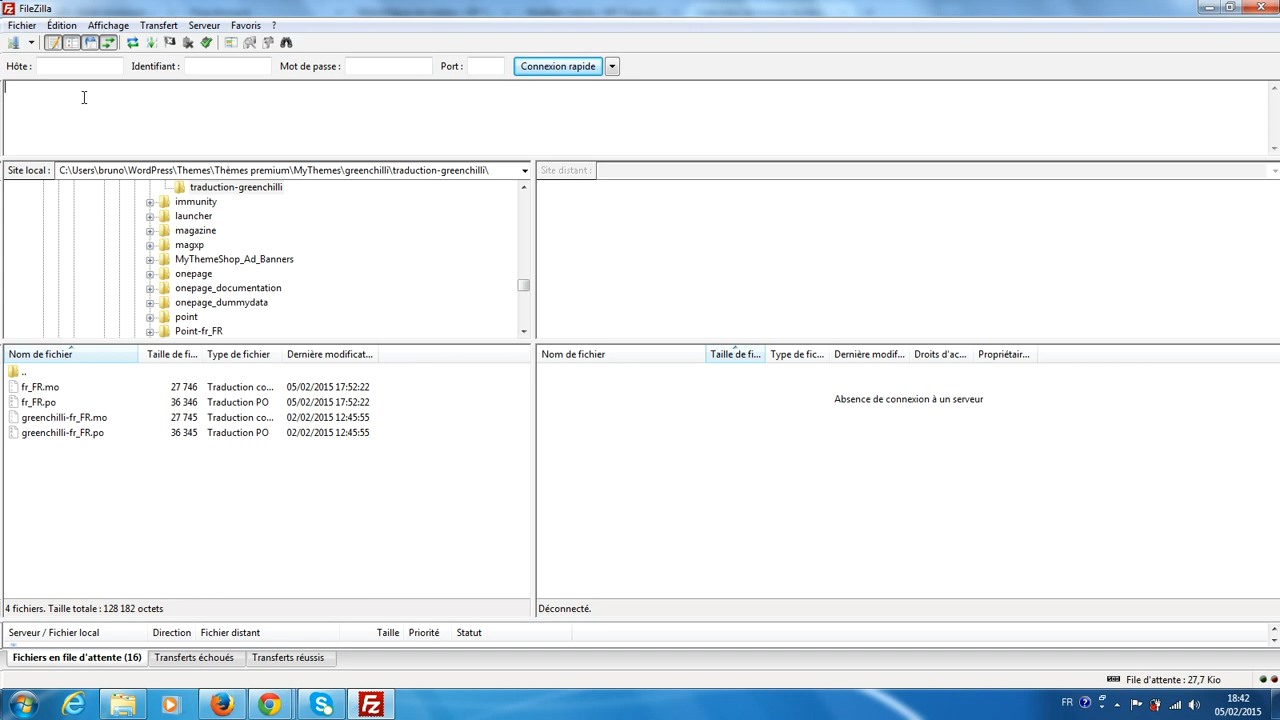 FileZilla
Fichier Édition Affichage Transfert Serveur Favoris ?
Hôte : Identifiant : Mot de passe : Port : Connexion rapide
Site local : C:\Users\bruno\WordPress\Themes\Thèmes premium\MyThemes\greenchilli\traduction-greenchilli\ Site distant :
traduction-greenchilli
immunity
launcher
magazine
magxp
MyThemeShop_Ad_Banners
onepage
onepage_documentation
onepage_dummydata
point
Point-fr_FR
Nom de fichier Taille de fi... Type de fichier Dernière modificat... Nom de fichier Taille de fi... Type de fic... Dernière modif... Droits d'ac... Propriétair...
..
fr_FR.mo 27 746 Traduction co... 05/02/2015 17:52:22
Absence de connexion à un serveur
fr_FR.po 36 346 Traduction PO 05/02/2015 17:52:22
greenchilli-fr_FR.mo 27 745 Traduction co... 02/02/2015 12:45:55
greenchilli-fr_FR.po 36 345 Traduction PO 02/02/2015 12:45:55
4 fichiers. Taille totale : 128 182 octets Déconnecté.
Serveur / Fichier local Direction Fichier distant Taille Priorité Statut
Fichiers en file d'attente (16) Transferts échoués Transferts réussis
File d'attente : 27,7 Kio
FR 18:42
05/02/2015